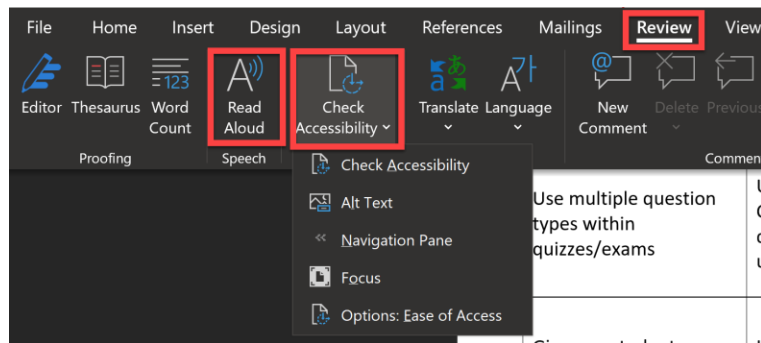 File Home Insert Design Layout References Mailings Review View
Editor Thesaurus Word Count Read Aloud Check Accessibility Translate Language New Comment Delete Previous
Proofing Speech
Check Accessibility
Alt Text
Navigation Pane
Focus
Options: Ease of Access
Use multiple question
types within
quizzes/exams